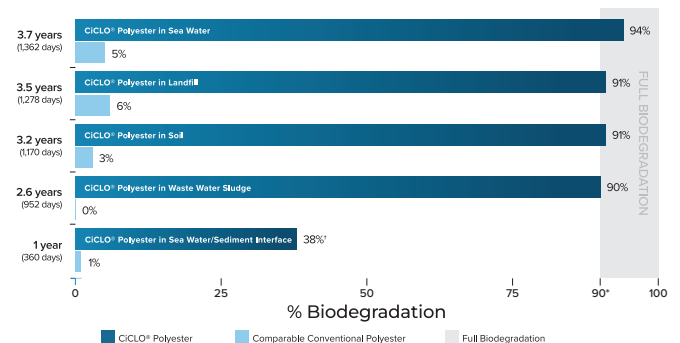 3.7 years
(1,362 days)
CiCLO® Polyester in Sea Water
94%
5%
3.5 years
(1,278 days)
CiCLO® Polyester in Landfill
91%
6%
3.2 years
(1,170 days)
CiCLO® Polyester in Soil
91%
3%
2.6 years
(952 days)
CiCLO® Polyester in Waste Water Sludge
90%
0%
1 year
(360 days)
CiCLO® Polyester in Sea Water/Sediment Interface
38%†
1%
FULL BIODEGRADATION
0 25 50 75 90* 100
% Biodegradation
CiCLO® Polyester Comparable Conventional Polyester Full Biodegradation